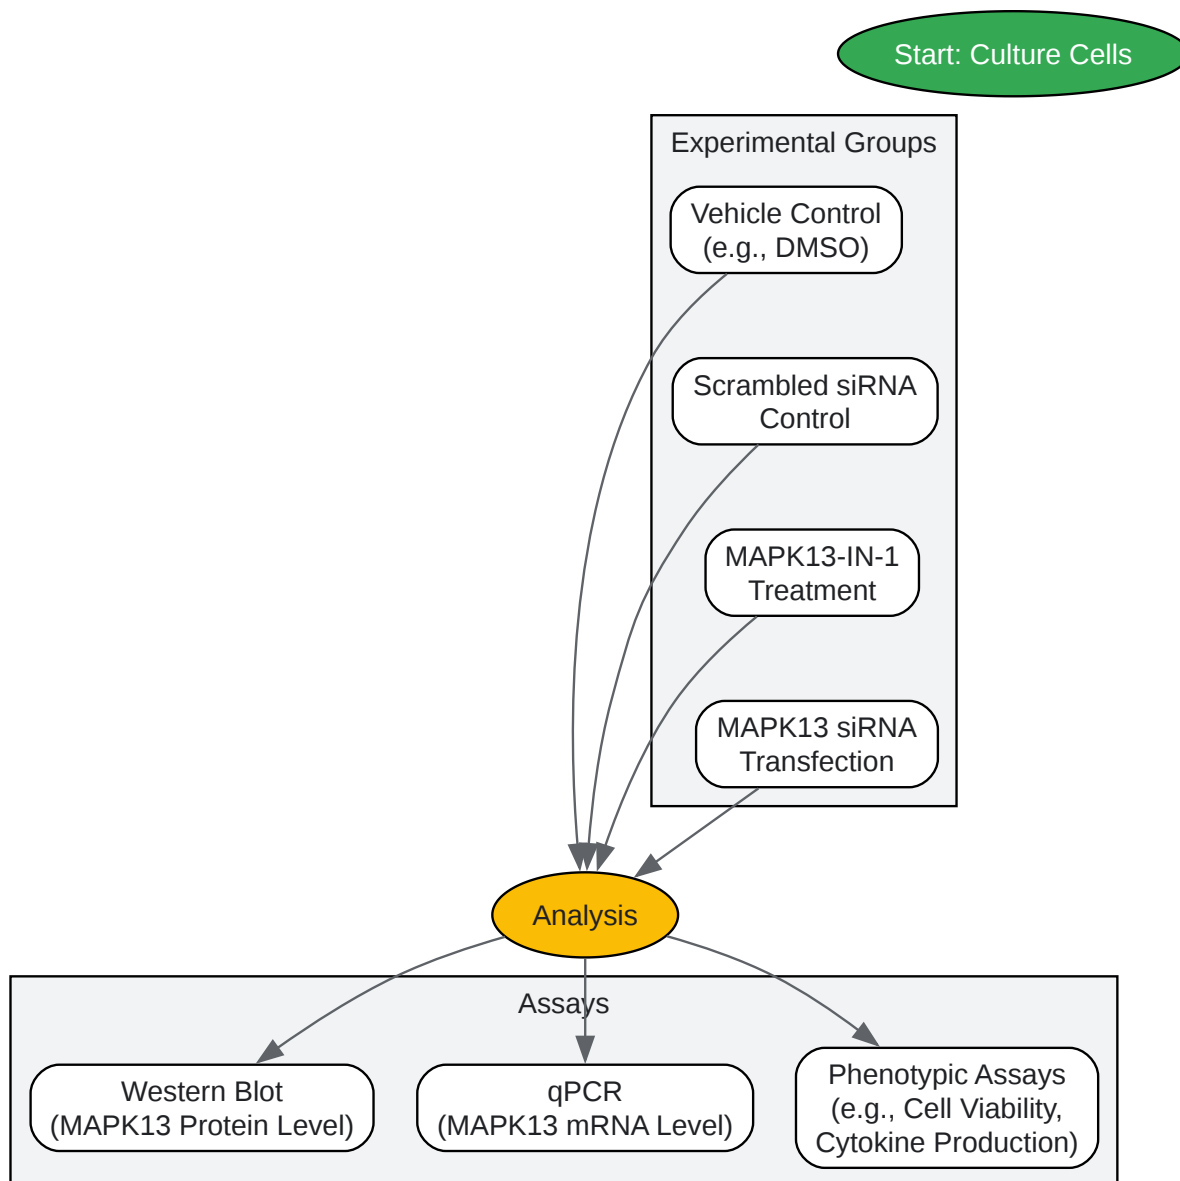 Start: Culture Cells
Experimental Groups
Vehicle Control
(e.g., DMSO)
Scrambled siRNA
Control
MAPK13-IN-1
Treatment
MAPK13 siRNA
Transfection
Analysis
Assays
Western Blot
(MAPK13 Protein Level)
qPCR
(MAPK13 mRNA Level)
Phenotypic Assays
(e.g., Cell Viability,
Cytokine Production)